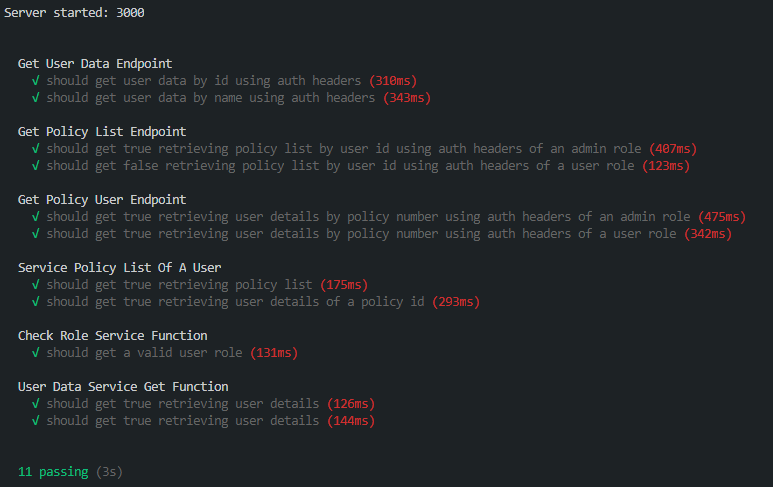 Server started: 3000
Get User Data Endpoint
√ should get user data by id using auth headers (310ms)
√ should get user data by name using auth headers (343ms)
Get Policy List Endpoint
√ should get true retrieving policy list by user id using auth headers of an admin role (407ms)
√ should get false retrieving policy list by user id using auth headers of a user role (123ms)
Get Policy User Endpoint
√ should get true retrieving user details by policy number using auth headers of an admin role (475ms)
√ should get true retrieving user details by policy number using auth headers of a user role (342ms)
Service Policy List Of A User
√ should get true retrieving policy list (175ms)
√ should get true retrieving user details of a policy id (293ms)
Check Role Service Function
√ should get a valid user role (131ms)
User Data Service Get Function
√ should get true retrieving user details (126ms)
√ should get true retrieving user details (144ms)
11 passing (3s)